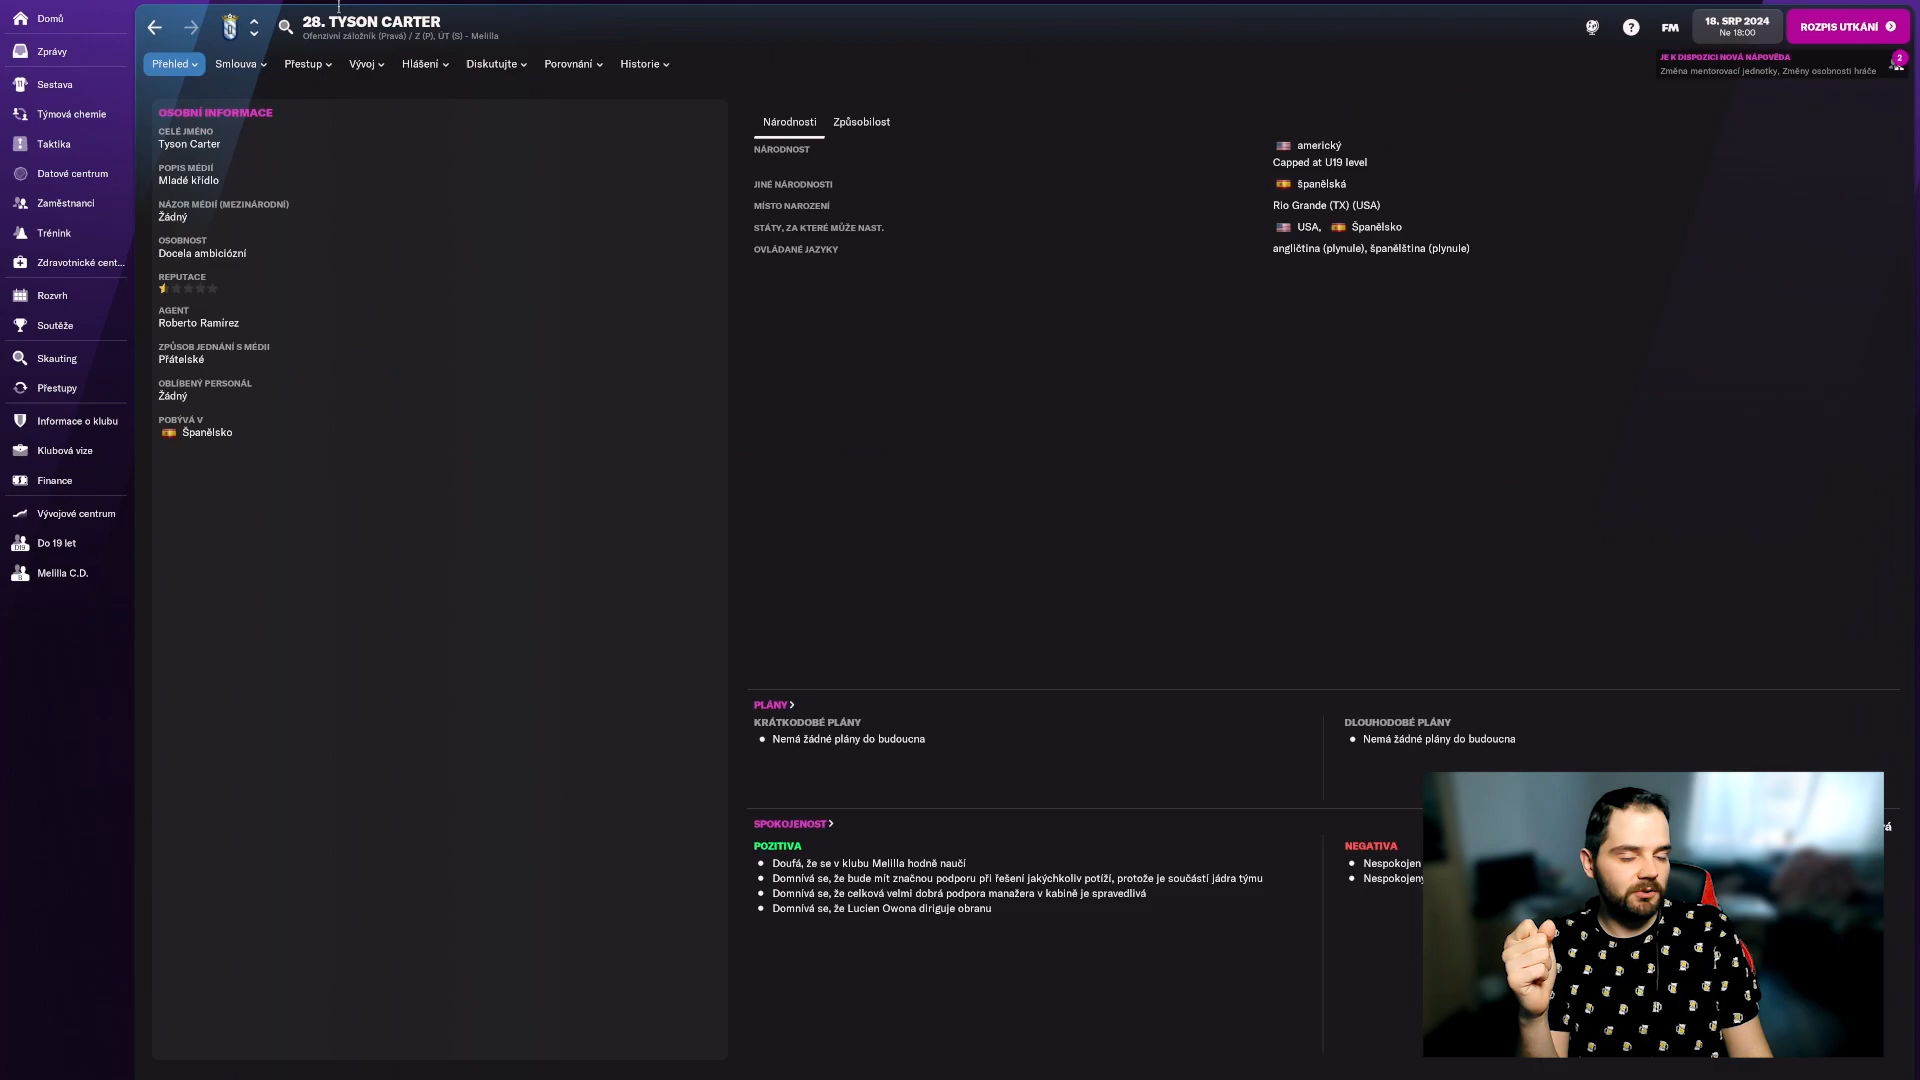 Domů
Zprávy
Sestava
Týmová chemie
Taktika
Datové centrum
Zaměstnanci
Trénink
Zdravotnické cent...
Rozvrh
Soutěže
Skauting
Přestupy
Informace o klubu
Klubová vize
Finance
Vývojové centrum
Do 19 let
Melilla C.D.
28. TYSON CARTER
Ofenzivní záložník (Pravá) / Z (P), ÚT (S) - Melilla
FM
18. SRP 2024
Ne 18:00
ROZPIS UTKÁNÍ
Přehled
Smlouva
Přestup
Vývoj
Hlášení
Diskutujte
Porovnání
Historie
JE K DISPOZICI NOVÁ NÁPOVĚDA
Změna mentorovací jednotky, Změny osobnosti hráče
2
OSOBNÍ INFORMACE
CELÉ JMÉNO
Tyson Carter
POPIS MÉDIÍ
Mladé křídlo
NÁZOR MÉDIÍ (MEZINÁRODNÍ)
Žádný
OSOBNOST
Docela ambiciózní
REPUTACE
AGENT
Roberto Ramírez
ZPŮSOB JEDNÁNÍ S MÉDII
Přátelské
OBLÍBENÝ PERSONÁL
Žádný
POBÝVÁ V
Španělsko
Národnosti
Způsobilost
NÁRODNOST
americký
Capped at U19 level
JINÉ NÁRODNOSTI
španělská
MÍSTO NAROZENÍ
Rio Grande (TX) (USA)
STÁTY, ZA KTERÉ MŮŽE NAST.
USA, Španělsko
OVLÁDANÉ JAZYKY
angličtina (plynule), španělština (plynule)
PLÁNY
KRÁTKODOBÉ PLÁNY
Nemá žádné plány do budoucna
DLOUHODOBÉ PLÁNY
Nemá žádné plány do budoucna
SPOKOJENOST
POZITIVA
Doufá, že se v klubu Melilla hodně naučí
Domnívá se, že bude mít značnou podporu při řešení jakýchkoliv potíží, protože je součástí jádra týmu
Domnívá se, že celková velmi dobrá podpora manažera v kabině je spravedlivá
Domnívá se, že Lucien Owona diriguje obranu
NEGATIVA
Nespokojen
Nespokojený